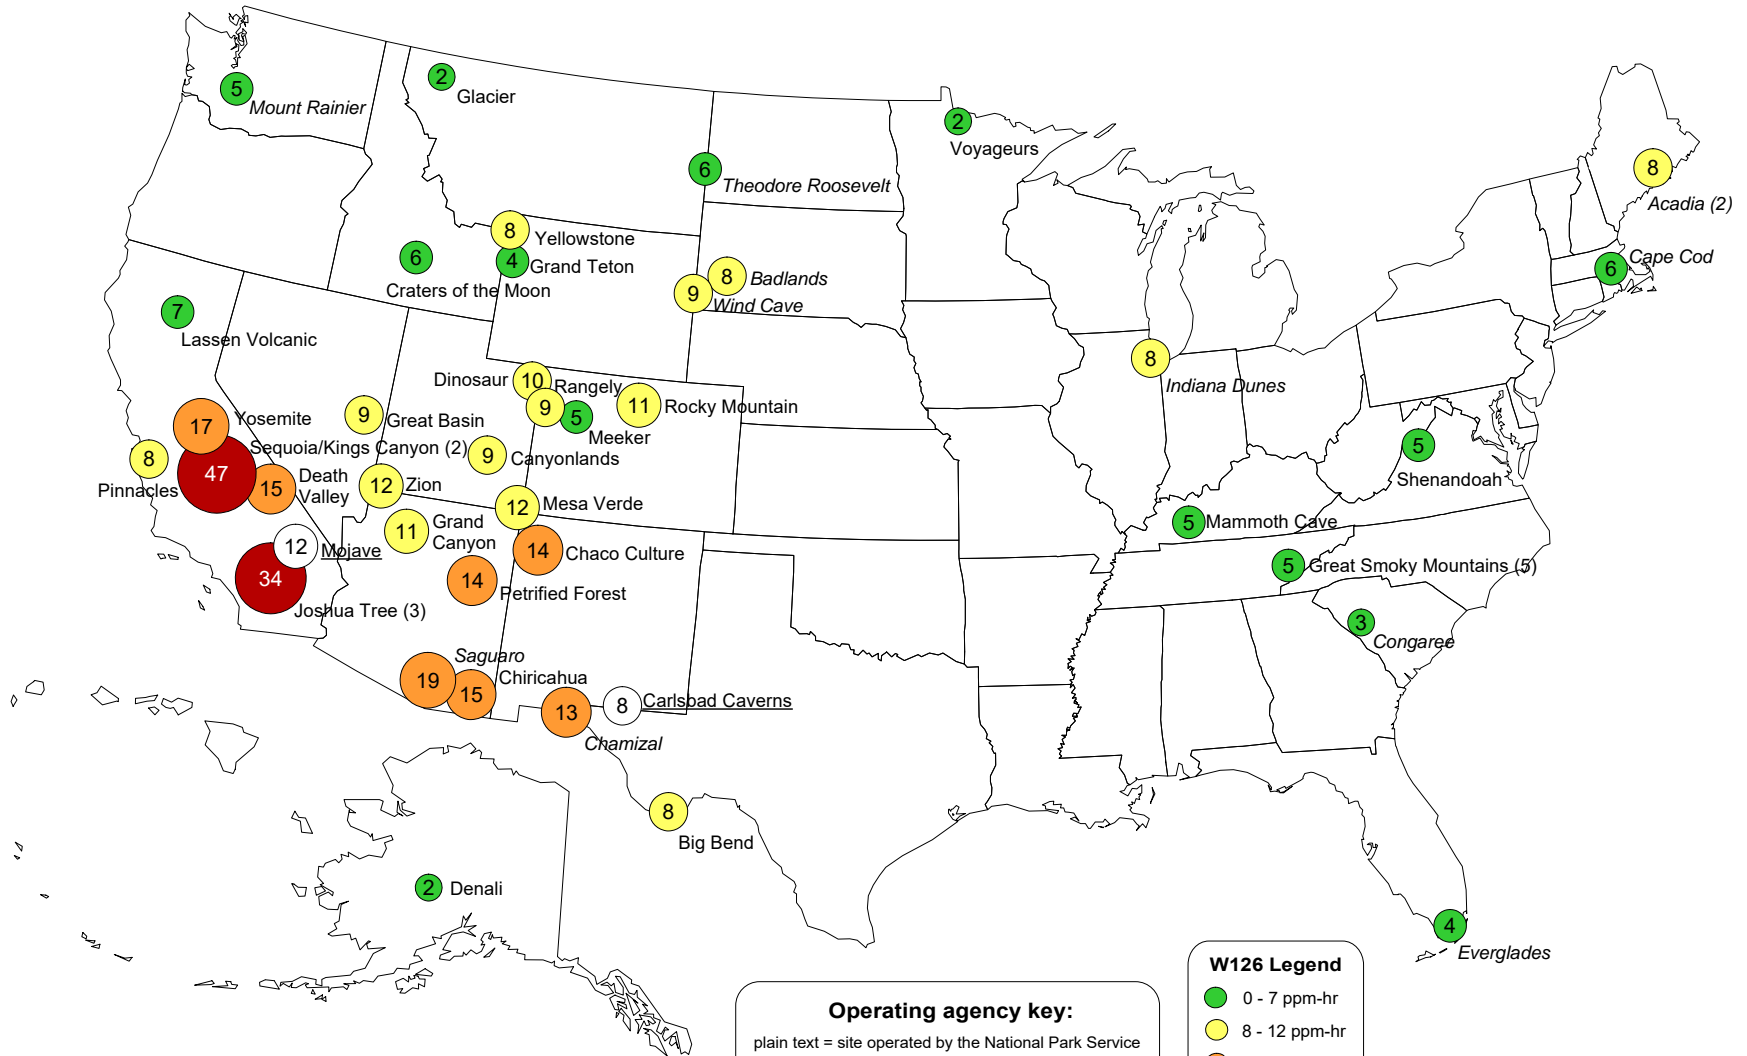 2
Glacier
5
Mount Rainier
2
Voyageurs
6
Theodore Roosevelt
8
Acadia (2)
8
Yellowstone
4
Grand Teton
6
Craters of the Moon
8
Badlands
9
Wind Cave
6
Cape Cod
7
Lassen Volcanic
8
Indiana Dunes
Dinosaur
10
Rangely
9
5
Meeker
11
Rocky Mountain
9
Great Basin
17
Yosemite
Sequoia/Kings Canyon (2)
47
8
Pinnacles
15
Death
Valley
9
Canyonlands
12
Zion
12
Mesa Verde
5
Shenandoah
11
Grand
Canyon
5
Mammoth Cave
12
Mojave
14
Chaco Culture
14
Petrified Forest
5
Great Smoky Mountains (5)
34
Joshua Tree (3)
3
Congaree
Saguaro
19
Chiricahua
15
13
Chamizal
8
Carlsbad Caverns
8
Big Bend
2
Denali
4
Everglades
W126 Legend
0 - 7 ppm-hr
8 - 12 ppm-hr
Operating agency key:
plain text = site operated by the National Park Service